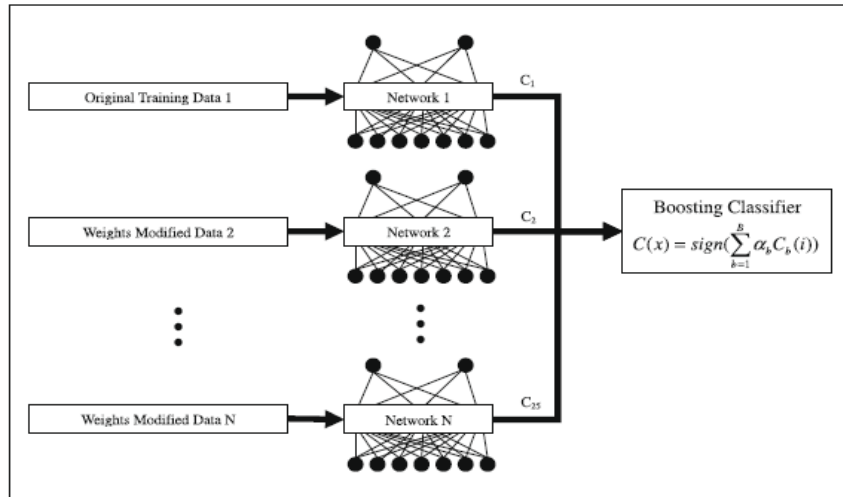 C₁
Original Training Data 1
Network 1
C₂
Boosting Classifier
Weights Modified Data 2
Network 2
C(x) = sign(∑_{b=1}^{B} α_b C_b(i))
C₂₅
Weights Modified Data N
Network N